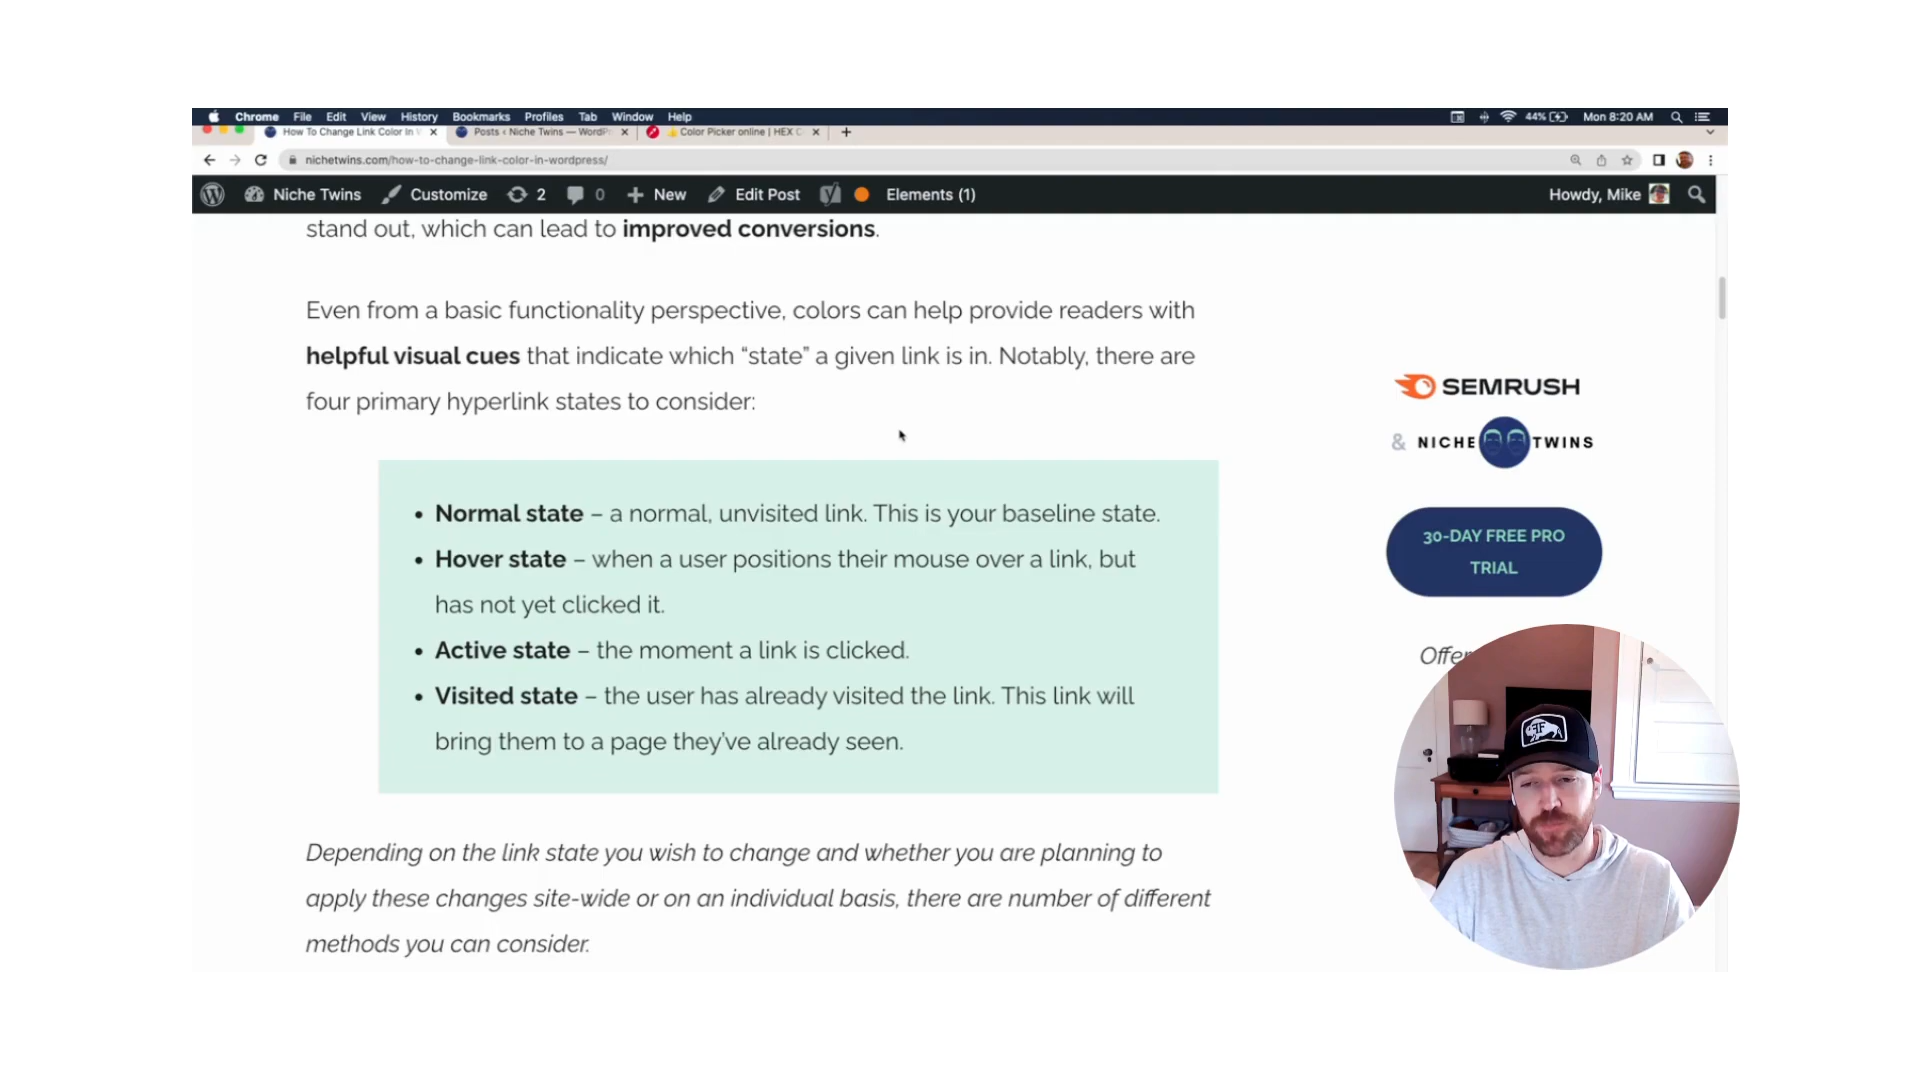 Chrome File Edit View History Bookmarks Profiles Tab Window Help 44% Mon 8:20 AM
How To Change Link Color In Posts ‹ Niche Twins — WordP Color Picker online | HEX C
nichetwins.com/how-to-change-link-color-in-wordpress/
Niche Twins Customize 2 0 New Edit Post Elements (1) Howdy, Mike
stand out, which can lead to improved conversions.
Even from a basic functionality perspective, colors can help provide readers with
helpful visual cues that indicate which “state” a given link is in. Notably, there are
four primary hyperlink states to consider:
• Normal state – a normal, unvisited link. This is your baseline state.
• Hover state – when a user positions their mouse over a link, but
has not yet clicked it.
• Active state – the moment a link is clicked.
• Visited state – the user has already visited the link. This link will
bring them to a page they’ve already seen.
Depending on the link state you wish to change and whether you are planning to
apply these changes site-wide or on an individual basis, there are number of different
methods you can consider.
SEMRUSH
& NICHE TWINS
30-DAY FREE PRO
TRIAL